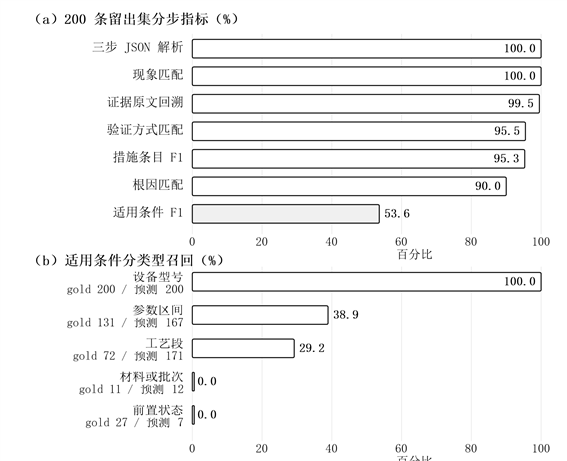 (a) 200 条留出集分步指标(%)
三步 JSON 解析 100.0
现象匹配 100.0
证据原文回溯 99.5
验证方式匹配 95.5
措施条目 F1 95.3
根因匹配 90.0
适用条件 F1 53.6
0 20 40 60 80 100
百分比
(b) 适用条件分类型召回(%)
设备型号
gold 200 / 预测 200 100.0
参数区间
gold 131 / 预测 167 38.9
工艺段
gold 72 / 预测 171 29.2
材料或批次
gold 11 / 预测 12 0.0
前置状态
gold 27 / 预测 7 0.0
0 20 40 60 80 100
百分比